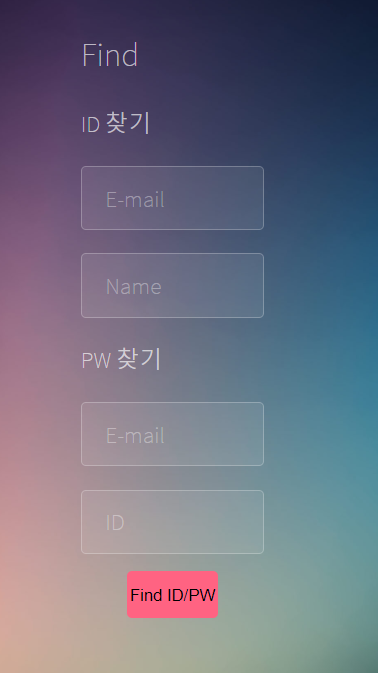 Find
ID 찾기
E-mail
Name
PW 찾기
E-mail
ID
Find ID/PW